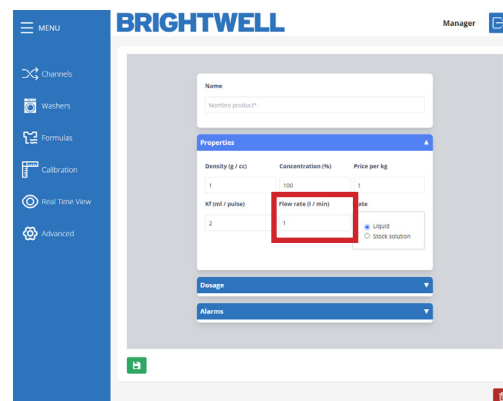 MENU
BRIGHTWELL
Manager
Channels
Washers
Formulas
Calibration
Real Time View
Advanced
Name
Nombre product*
Properties
Density (g / cc) Concentration (%) Price per kg
1 100 1
Kf (ml / pulse) Flow rate (l / min) ate
2 1
Liquid
Stock solution
Dosage
Alarms